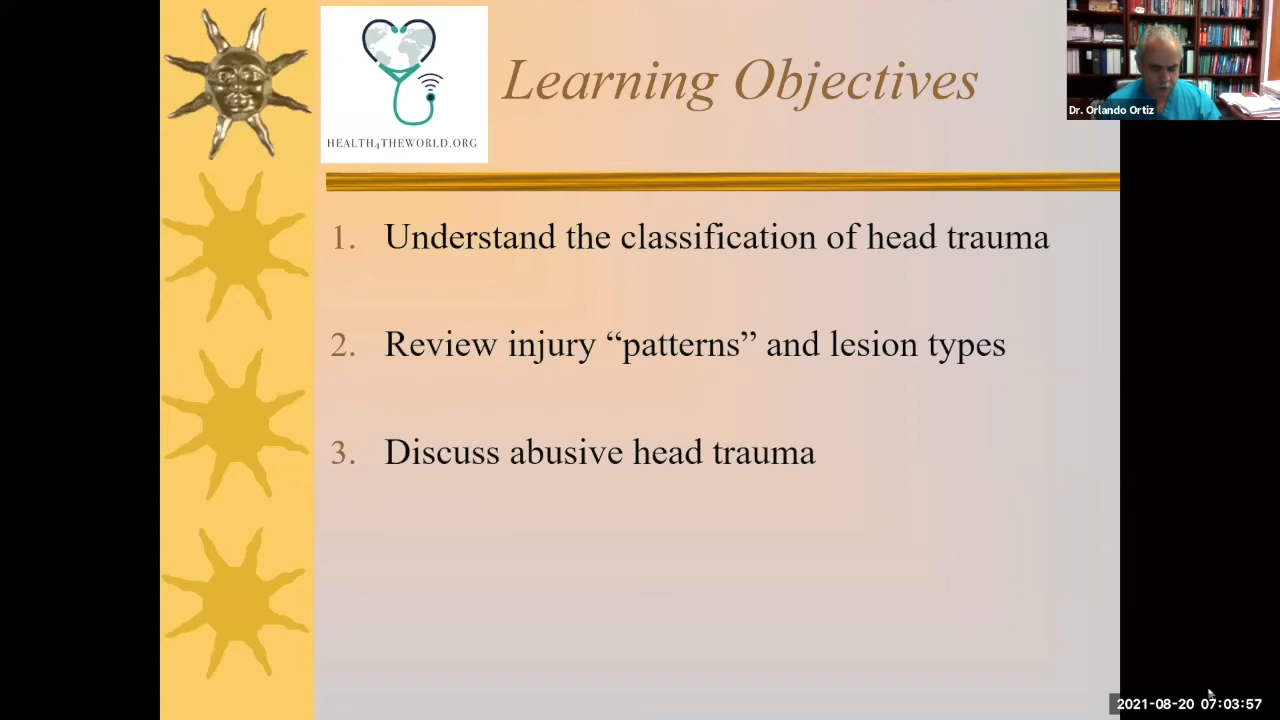 Learning Objectives
HEALTH4THEWORLD.ORG
Dr. Orlando Ortiz
1. Understand the classification of head trauma
2. Review injury “patterns” and lesion types
3. Discuss abusive head trauma
2021-08-20 07:03:57